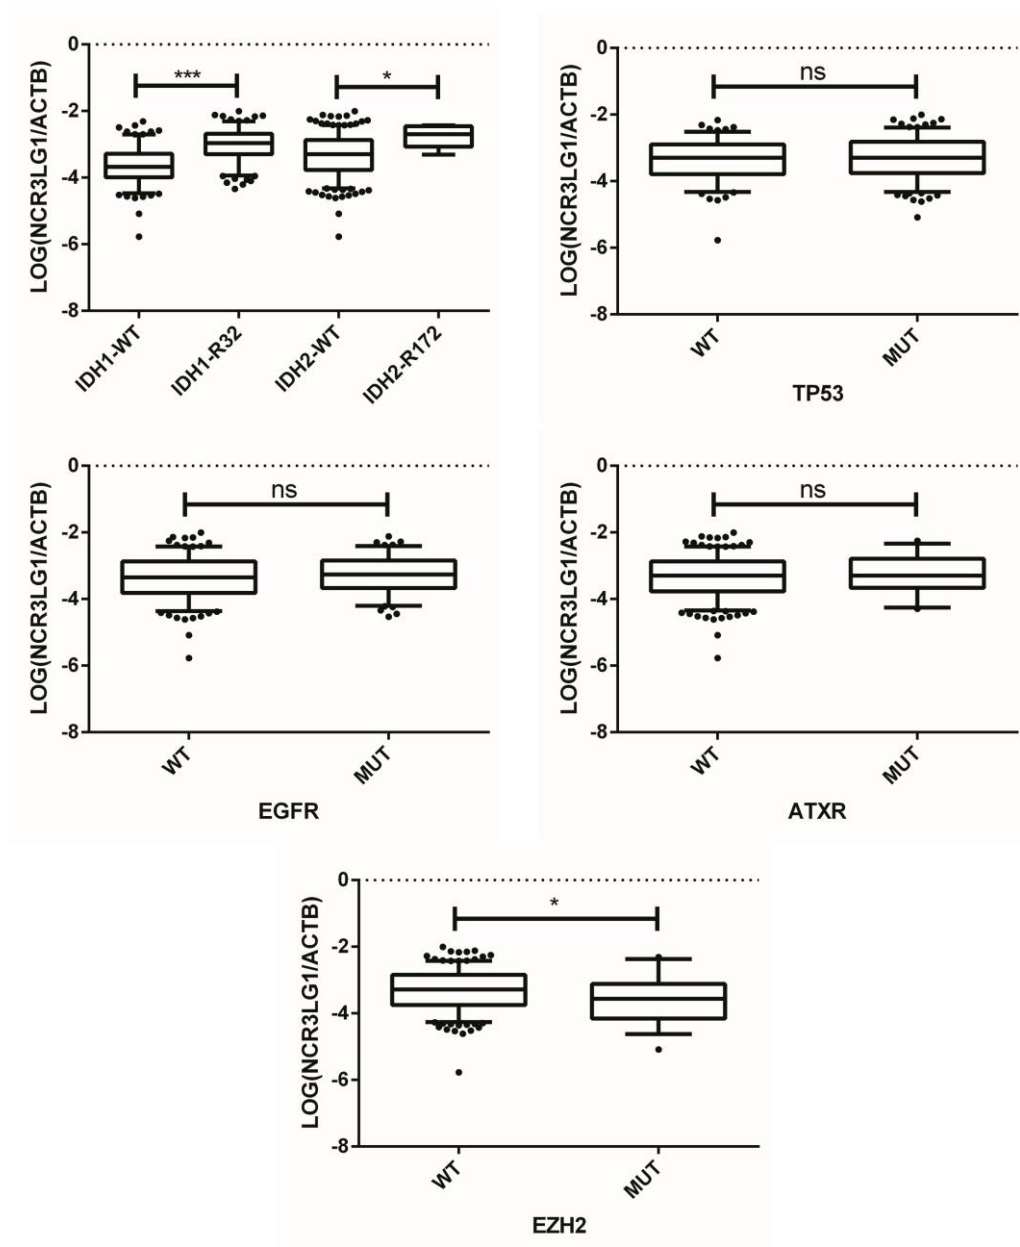 LOG(NCR3LG1/ACTB)
0
-2
-4
-6
-8
***
*
IDH1-WT
IDH1-R32
IDH2-WT
IDH2-R172
LOG(NCR3LG1/ACTB)
0
-2
-4
-6
-8
ns
WT
MUT
TP53
LOG(NCR3LG1/ACTB)
0
-2
-4
-6
-8
ns
WT
MUT
EGFR
LOG(NCR3LG1/ACTB)
0
-2
-4
-6
-8
ns
WT
MUT
ATXR
LOG(NCR3LG1/ACTB)
0
-2
-4
-6
-8
*
WT
MUT
EZH2